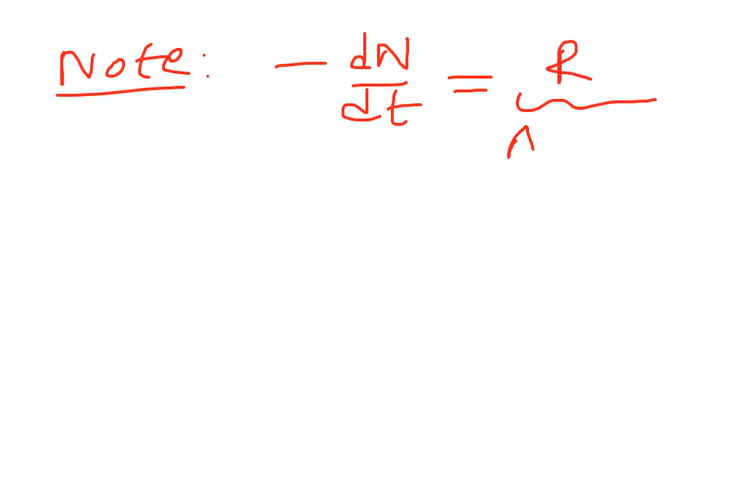 Note: - dN/dt = R
Λ